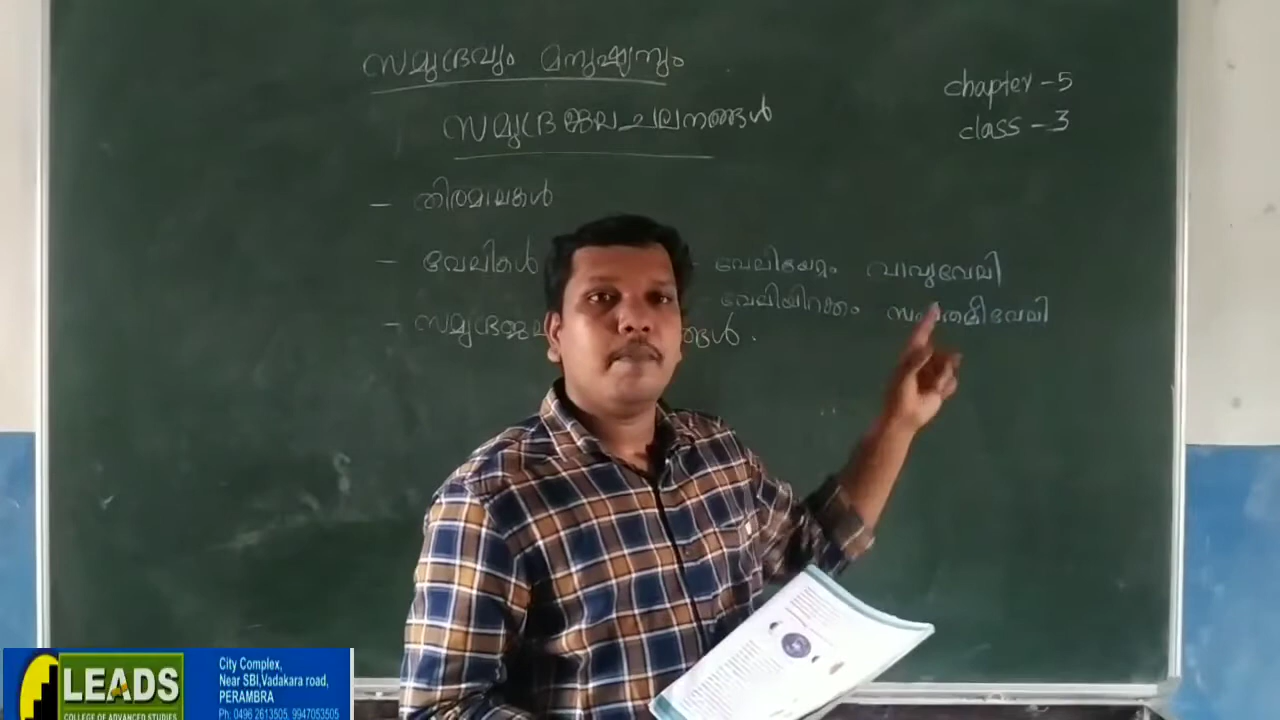 സമുദ്രവും മനുഷ്യനും
സമുദ്രജലചലനങ്ങൾ
chapter - 5
class - 3
- തിരമാലകൾ
- വേലികൾ - വേലിയേറ്റം വാവുവേലി
വേലിയിറക്കം
- സമുദ്രജല
LEADS
COLLEGE OF ADVANCED STUDIES
City Complex,
Near SBI,Vadakara road,
PERAMBRA
Ph: 0496 2613505, 9947053505